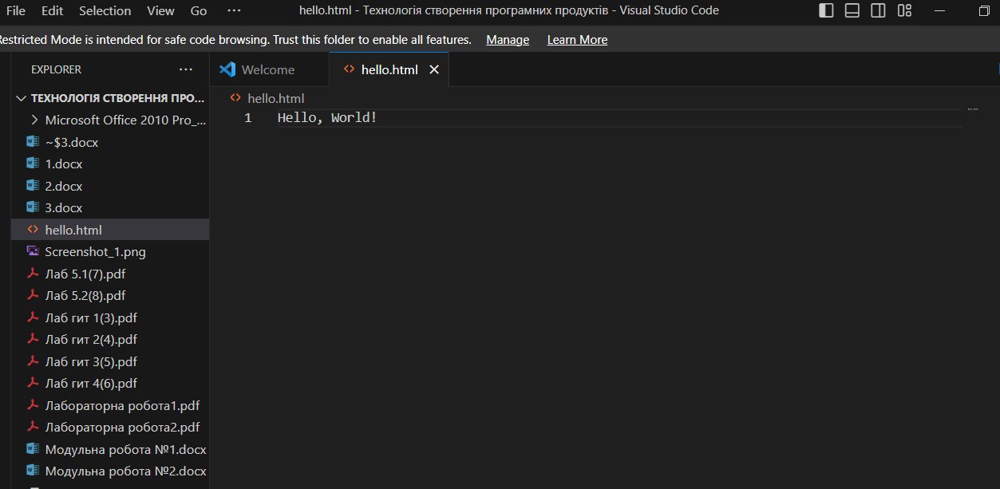 File Edit Selection View Go ··· hello.html - Технологія створення програмних продуктів - Visual Studio Code
Restricted Mode is intended for safe code browsing. Trust this folder to enable all features. Manage Learn More
EXPLORER ···
Welcome
hello.html
ТЕХНОЛОГІЯ СТВОРЕННЯ ПРО...
hello.html
1 Hello, World!
Microsoft Office 2010 Pro_...
~$3.docx
1.docx
2.docx
3.docx
hello.html
Screenshot_1.png
Лаб 5.1(7).pdf
Лаб 5.2(8).pdf
Лаб гит 1(3).pdf
Лаб гит 2(4).pdf
Лаб гит 3(5).pdf
Лаб гит 4(6).pdf
Лабораторна робота1.pdf
Лабораторна робота2.pdf
Модульна робота №1.docx
Модульна робота №2.docx